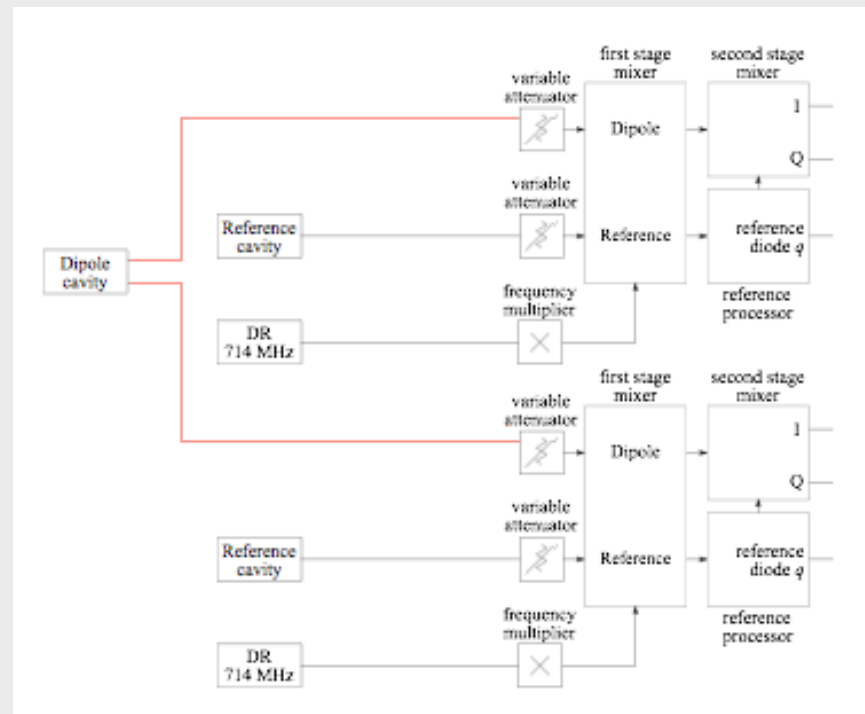 first stage
mixer
second stage
mixer
variable
attenuator
Dipole
I
Q
variable
attenuator
Reference
cavity
Reference
reference
diode q
Dipole
cavity
frequency
multiplier
reference
processor
DR
714 MHz
first stage
mixer
second stage
mixer
variable
attenuator
Dipole
I
Q
variable
attenuator
Reference
cavity
Reference
reference
diode q
frequency
multiplier
reference
processor
DR
714 MHz